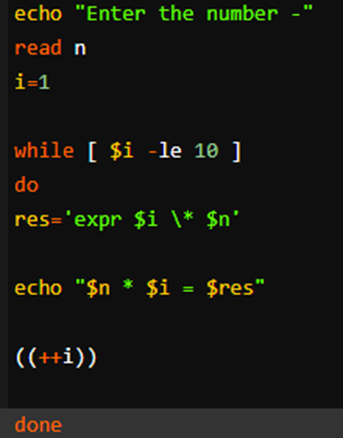 echo "Enter the number -"
read n
i=1
while [ $i -le 10 ]
do
res='expr $i \* $n'
echo "$n * $i = $res"
((++i))
done